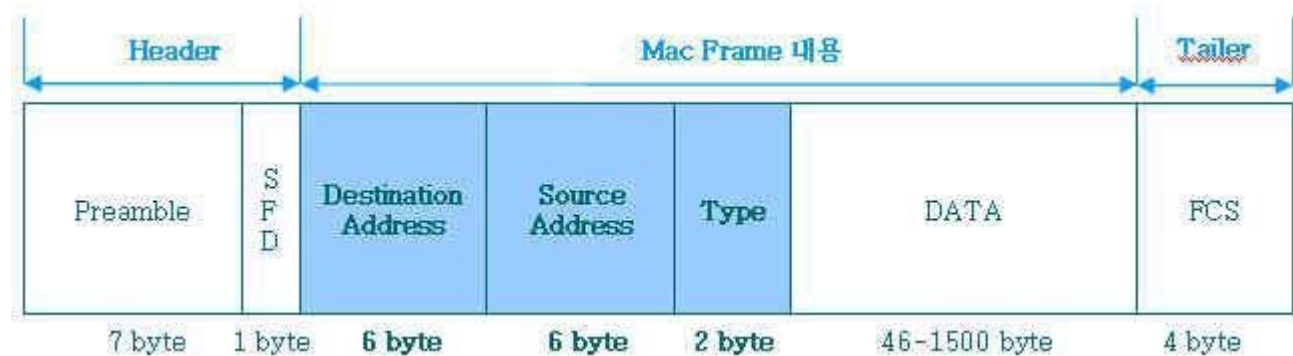 Header
Mac Frame 내용
Tailer
Preamble
S
F
D
Destination
Address
Source
Address
Type
DATA
FCS
7 byte
1 byte
6 byte
6 byte
2 byte
46-1500 byte
4 byte